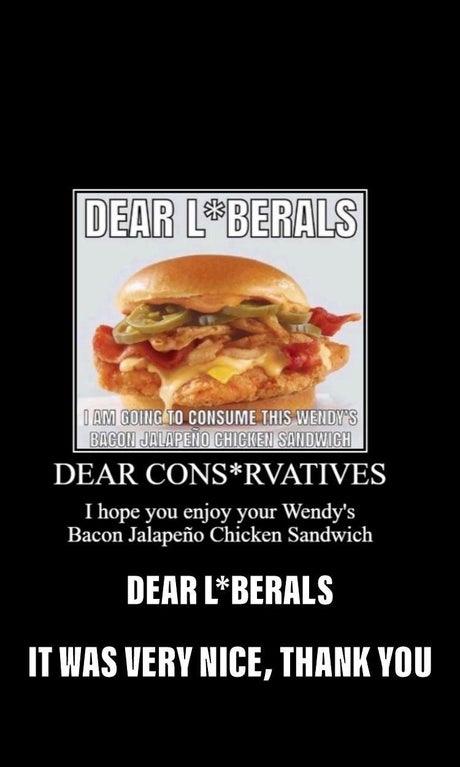 DEAR L*BERALS
I AM GOING TO CONSUME THIS WENDY'S
BACON JALAPEÑO CHICKEN SANDWICH
DEAR CONS*RVATIVES
I hope you enjoy your Wendy's
Bacon Jalapeño Chicken Sandwich
DEAR L*BERALS
IT WAS VERY NICE, THANK YOU